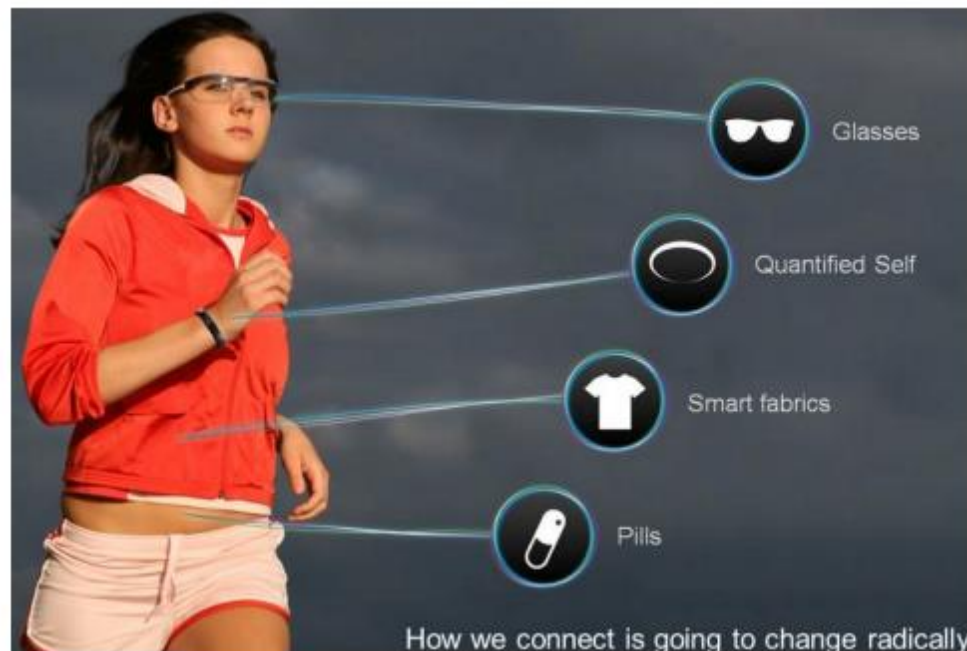 Glasses
Quantified Self
Smart fabrics
Pills
How we connect is going to change radically